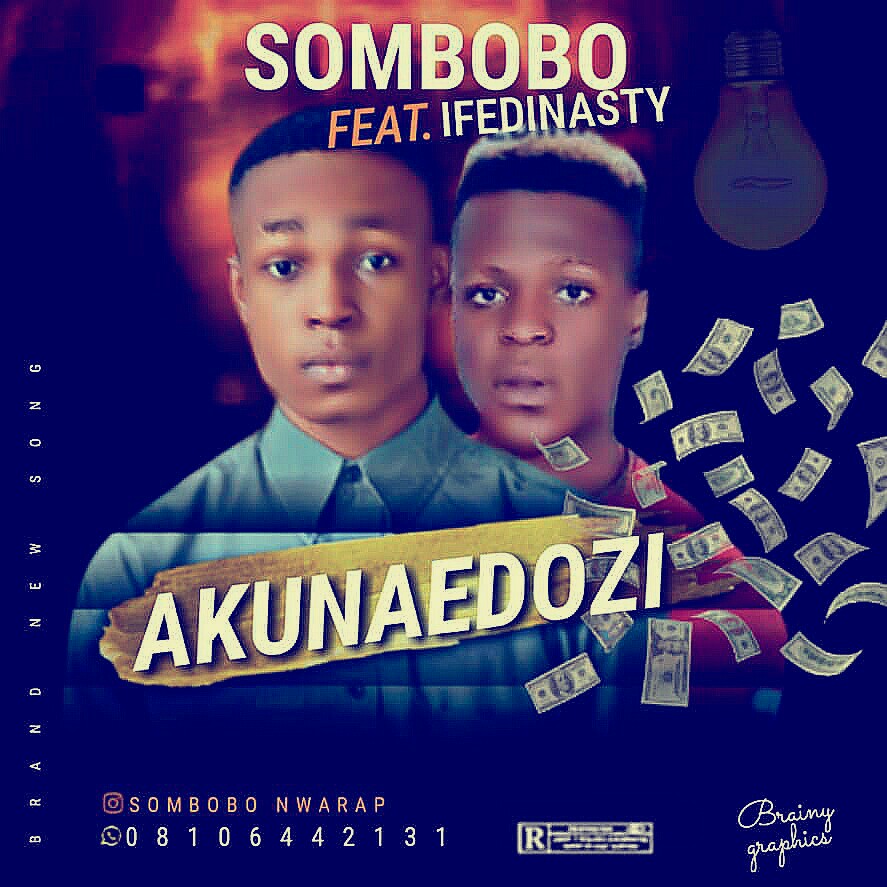 SOMBOBO
FEAT. IFEDINASTY
AKUNAEDOZI
BRAND NEW SONG
SOMBOBO NWARAP
08106442131
R
Brainy
graphics